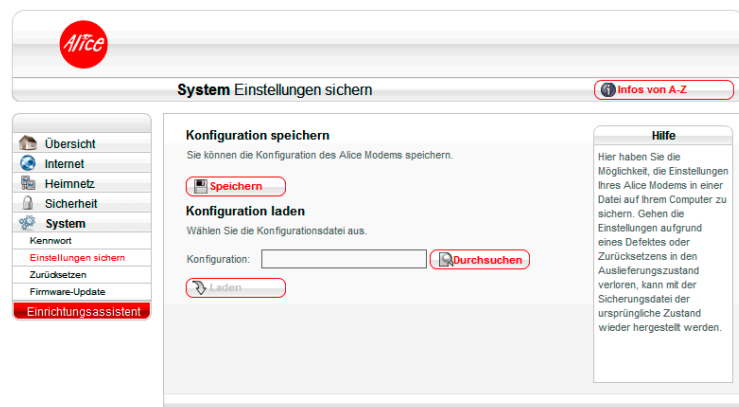 Alice
System Einstellungen sichern
Infos von A-Z
Übersicht
Internet
Heimnetz
Sicherheit
System
Kennwort
Einstellungen sichern
Zurücksetzen
Firmware-Update
Einrichtungsassistent
Konfiguration speichern
Sie können die Konfiguration des Alice Modems speichern.
Speichern
Konfiguration laden
Wählen Sie die Konfigurationsdatei aus.
Konfiguration:
Durchsuchen
Laden
Hilfe
Hier haben Sie die
Möglichkeit, die Einstellungen
Ihres Alice Modems in einer
Datei auf Ihrem Computer zu
sichern. Gehen die
Einstellungen aufgrund
eines Defektes oder
Zurücksetzens in den
Auslieferungszustand
verloren, kann mit der
Sicherungsdatei der
ursprüngliche Zustand
wieder hergestellt werden.